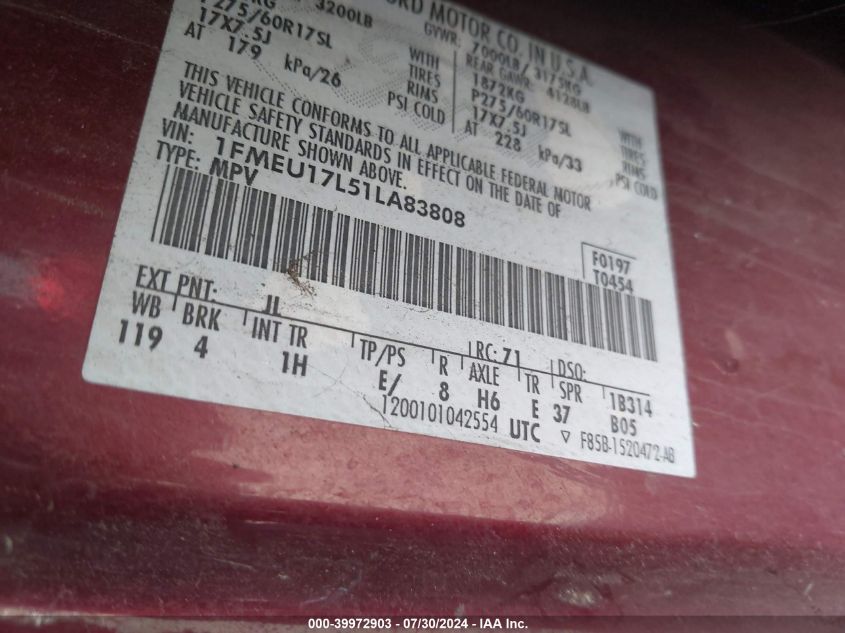 KG 3200LB
P275/60R17SL
17X7.5J
AT 179 kPa/26
WITH
TIRES
RIMS
PSI COLD
FORD MOTOR CO. IN U.S.A.
GVWR: 7000LB/ 3175KG
REAR GAWR: 4128LB
1872KG
P275/60R17SL
17X7.5J
AT 228 kPa/33
WITH
TIRES
RIMS
PSI COLD
THIS VEHICLE CONFORMS TO ALL APPLICABLE FEDERAL MOTOR
VEHICLE SAFETY STANDARDS IN EFFECT ON THE DATE OF
MANUFACTURE SHOWN ABOVE.
VIN: 1FMEU17L51LA83808
TYPE: MPV
F0197
T0454
EXT PNT: JL RC: 71 DSO:
WB BRK INT TR TP/PS R AXLE TR SPR 1B314
119 4 1H E/ 8 H6 E 37 B05
1200101042554 UTC ▽ F85B-1520472-AB
000-39972903 / 07/30/2024 - IAA Inc.